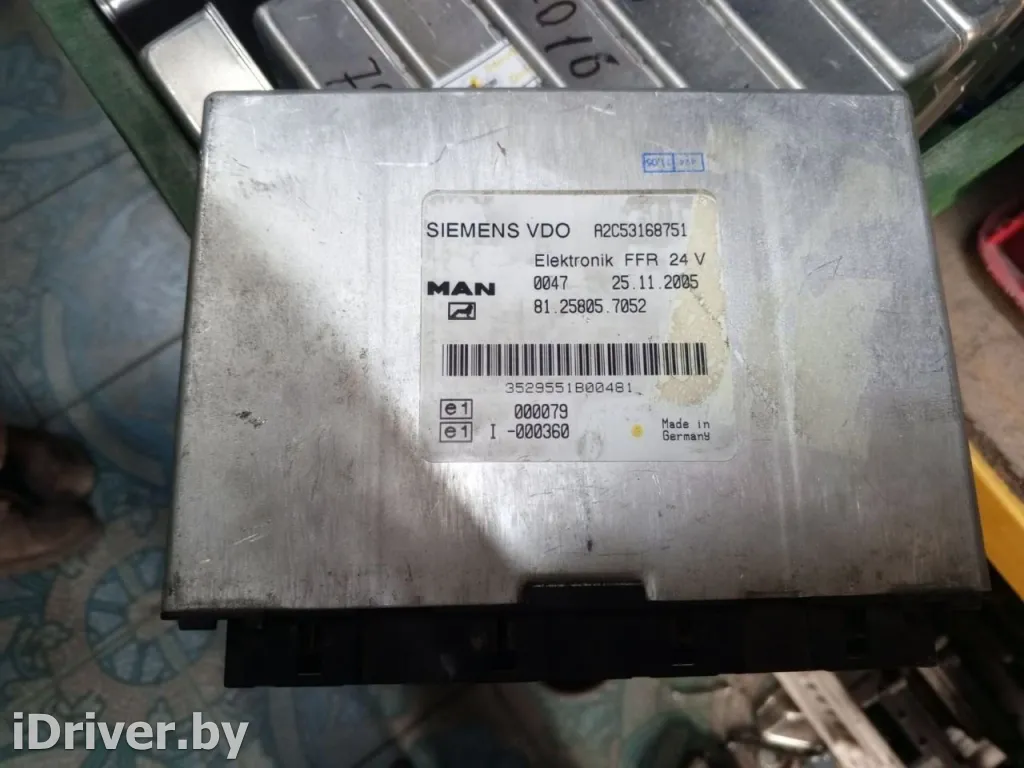 2016
SIEMENS VDO A2C53168751
Elektronik FFR 24 V
MAN 0047 25.11.2005
81.25805.7052
3529551B00481
e1 000079
e1 I -000360
Made in
Germany
iDriver.by